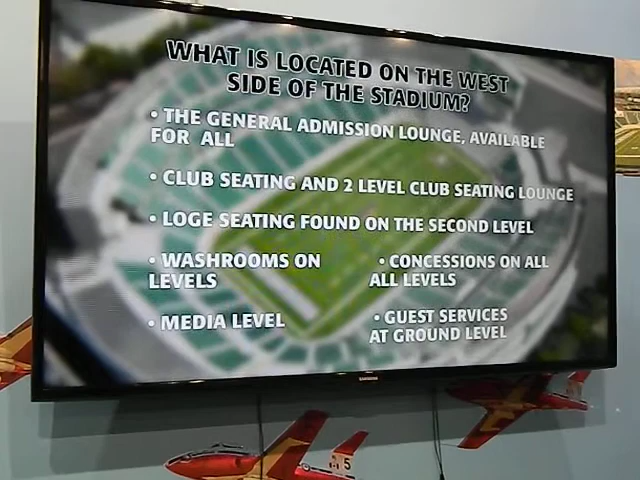 WHAT IS LOCATED ON THE WEST
SIDE OF THE STADIUM?
• THE GENERAL ADMISSION LOUNGE, AVAILABLE
FOR ALL
• CLUB SEATING AND 2 LEVEL CLUB SEATING LOUNGE
• LOGE SEATING FOUND ON THE SECOND LEVEL
• WASHROOMS ON
LEVELS
• CONCESSIONS ON ALL
ALL LEVELS
• MEDIA LEVEL
• GUEST SERVICES
AT GROUND LEVEL
SAMSUNG
5